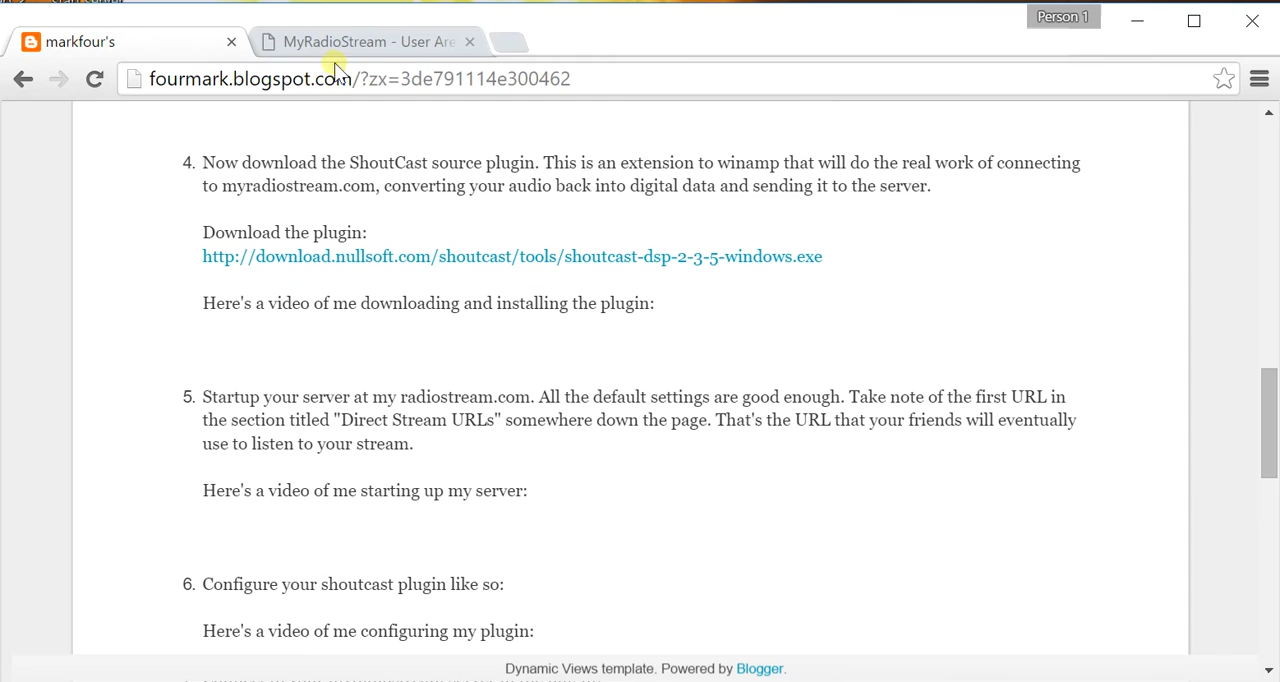 Person 1
markfour's
MyRadioStream - User Are
fourmark.blogspot.com/?zx=3de791114e300462
4. Now download the ShoutCast source plugin. This is an extension to winamp that will do the real work of connecting
to myradiostream.com, converting your audio back into digital data and sending it to the server.
Download the plugin:
http://download.nullsoft.com/shoutcast/tools/shoutcast-dsp-2-3-5-windows.exe
Here's a video of me downloading and installing the plugin:
5. Startup your server at my radiostream.com. All the default settings are good enough. Take note of the first URL in
the section titled "Direct Stream URLs" somewhere down the page. That's the URL that your friends will eventually
use to listen to your stream.
Here's a video of me starting up my server:
6. Configure your shoutcast plugin like so:
Here's a video of me configuring my plugin:
Dynamic Views template. Powered by Blogger.